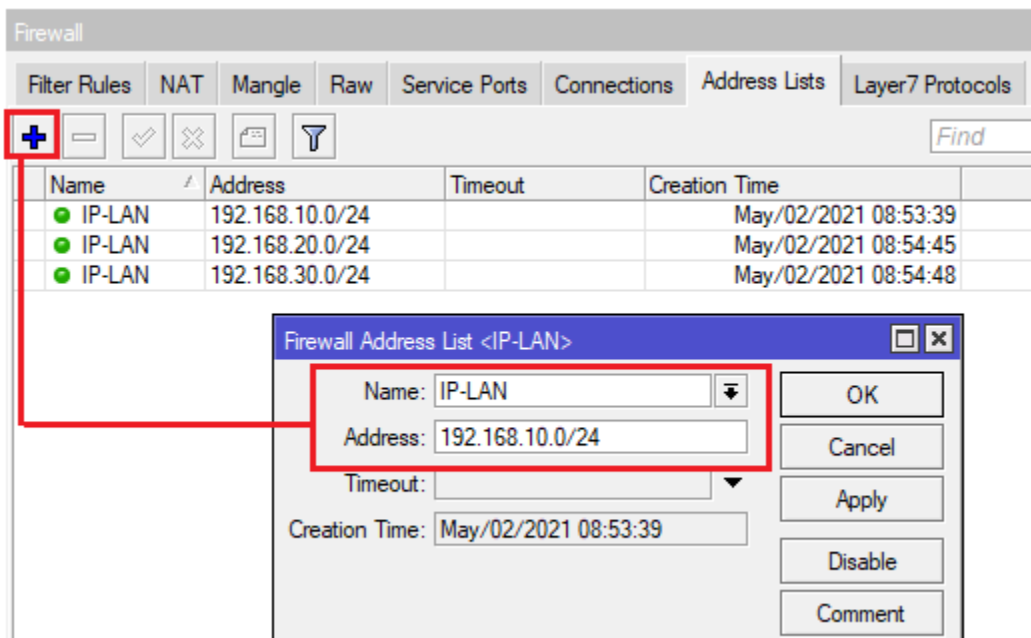 Firewall
Filter Rules NAT Mangle Raw Service Ports Connections Address Lists Layer7 Protocols
Find
Name Address Timeout Creation Time
IP-LAN 192.168.10.0/24 May/02/2021 08:53:39
IP-LAN 192.168.20.0/24 May/02/2021 08:54:45
IP-LAN 192.168.30.0/24 May/02/2021 08:54:48
Firewall Address List <IP-LAN>
Name: IP-LAN OK
Address: 192.168.10.0/24 Cancel
Timeout: Apply
Creation Time: May/02/2021 08:53:39
Disable
Comment